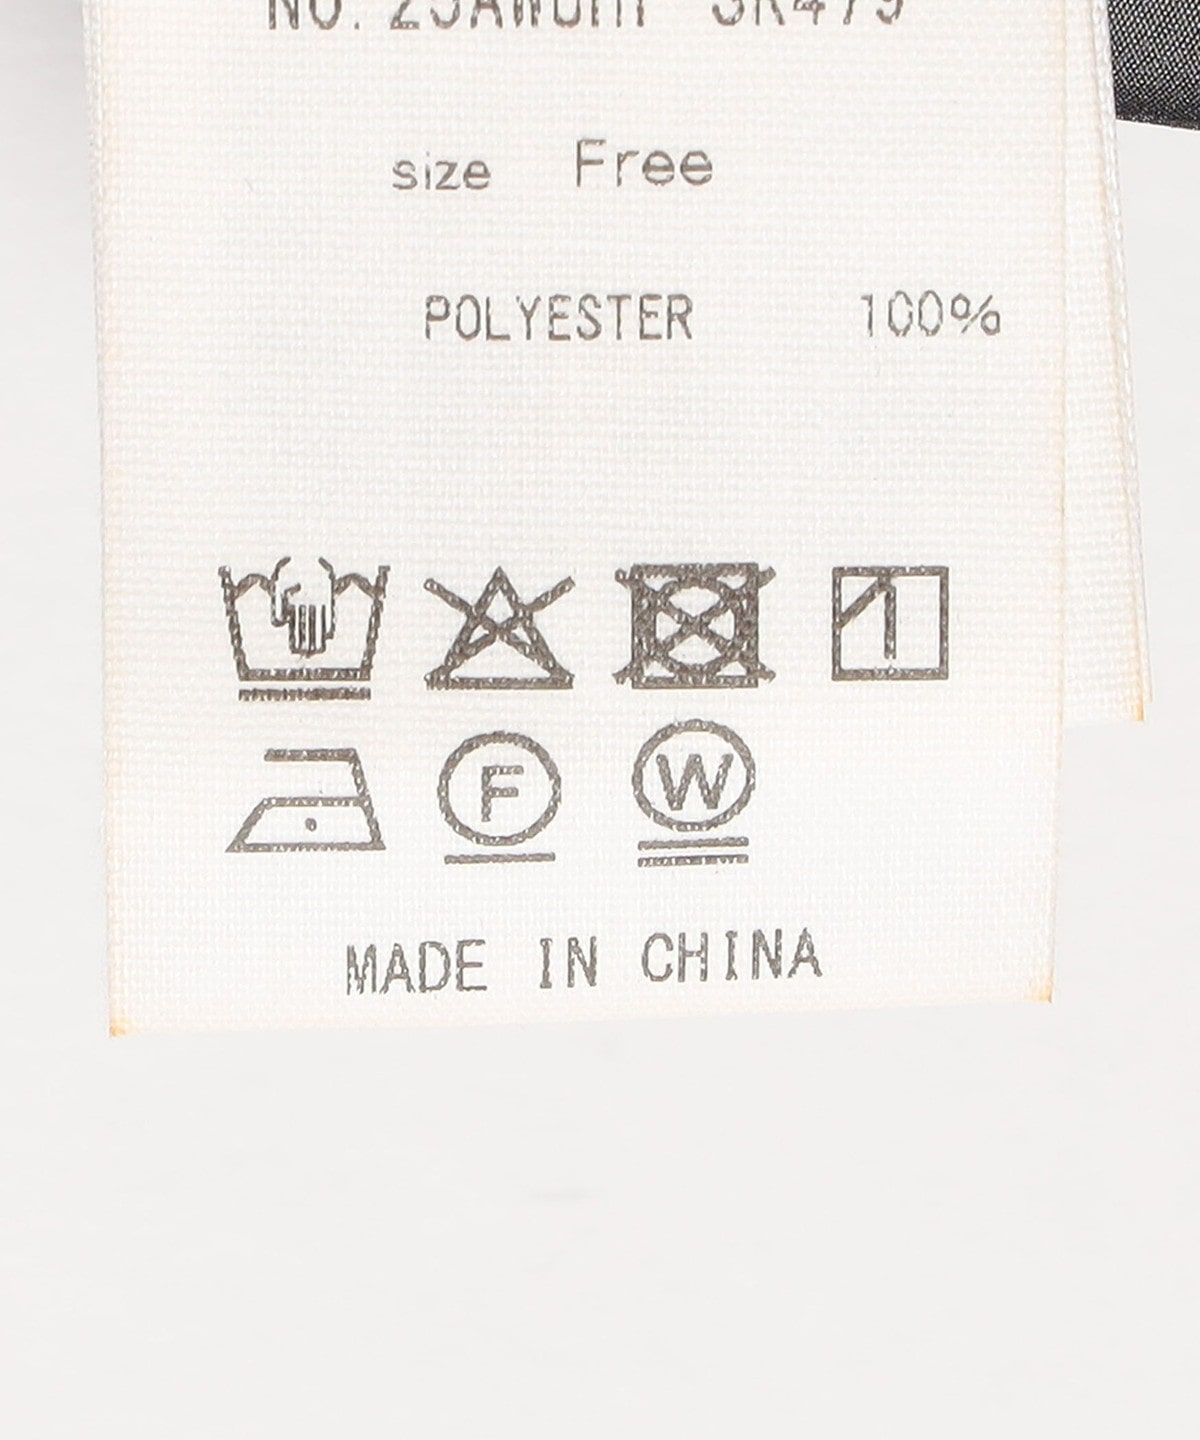 size Free
POLYESTER 100%
F W
MADE IN CHINA